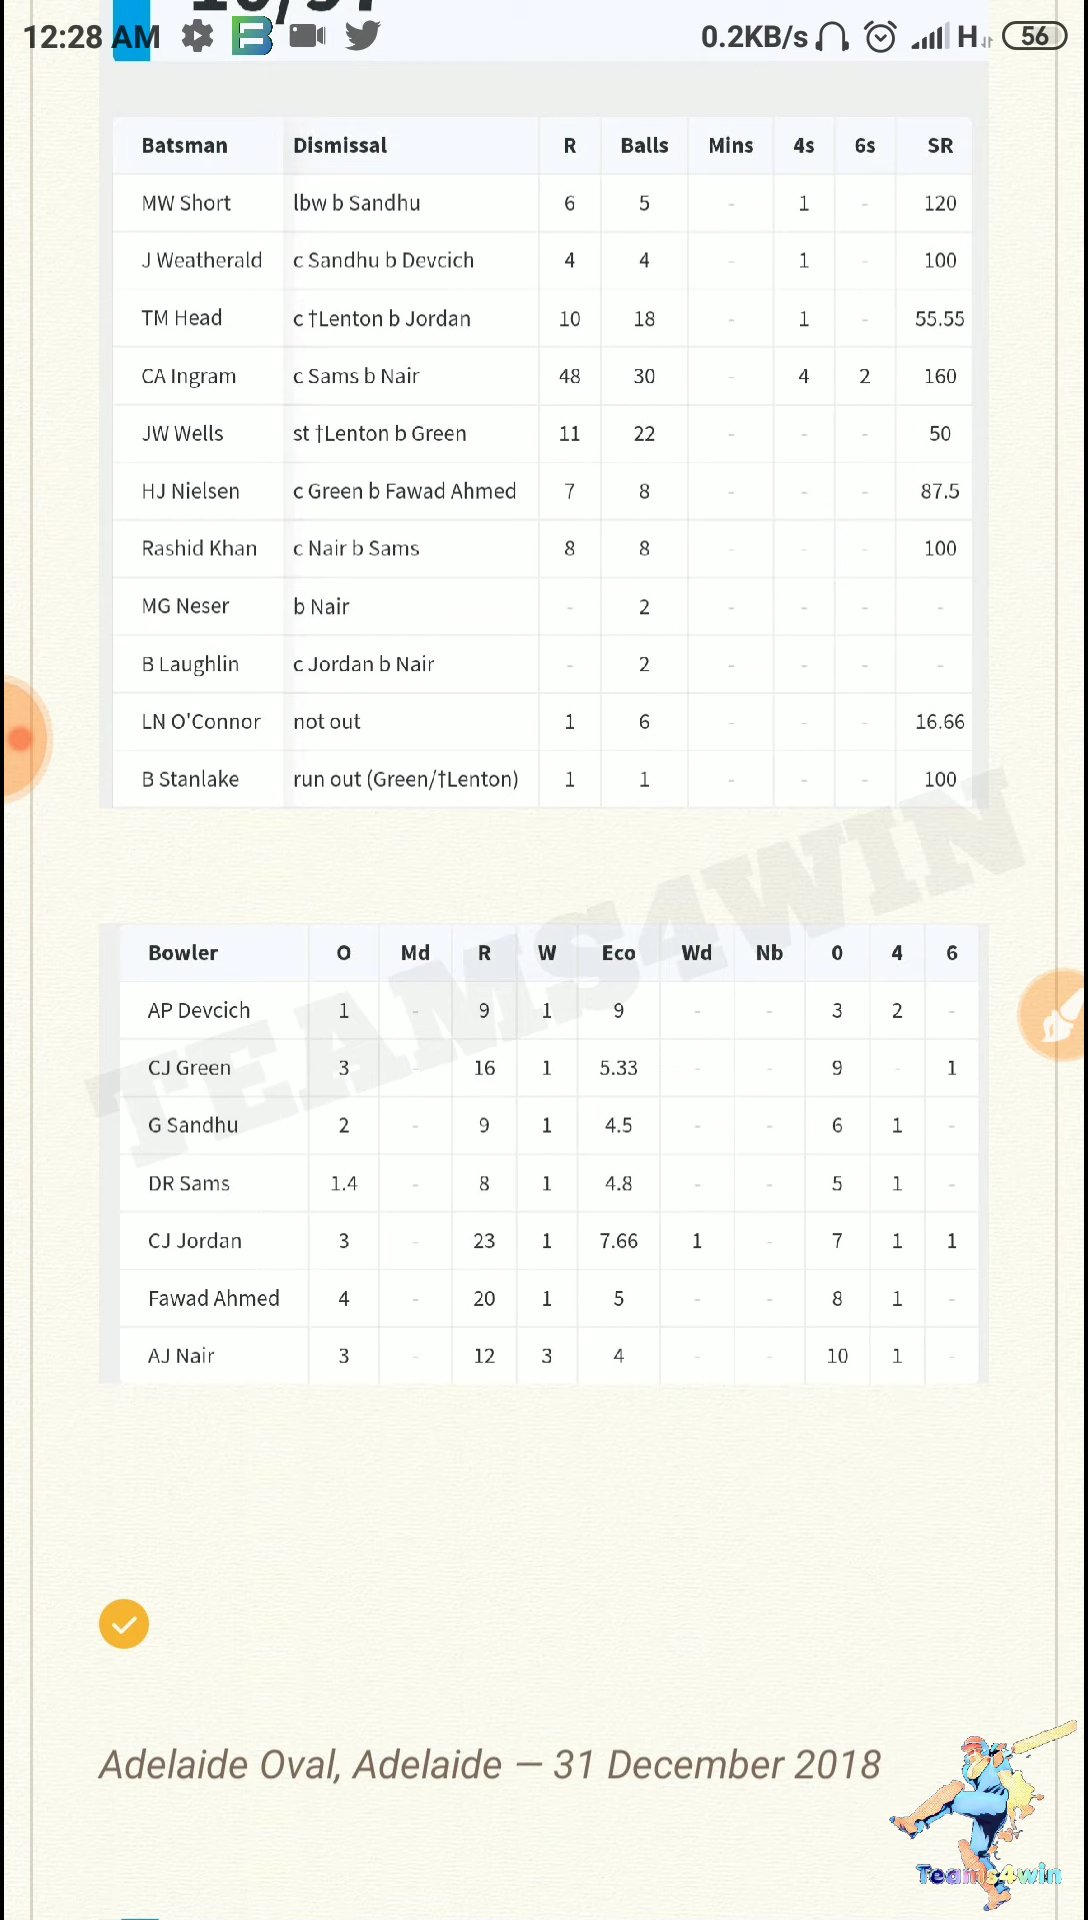 12:28 AM 0.2KB/s H 56
Batsman Dismissal R Balls Mins 4s 6s SR
MW Short lbw b Sandhu 6 5 - 1 - 120
J Weatherald c Sandhu b Devcich 4 4 - 1 - 100
TM Head c †Lenton b Jordan 10 18 - 1 - 55.55
CA Ingram c Sams b Nair 48 30 - 4 2 160
JW Wells st †Lenton b Green 11 22 - - - 50
HJ Nielsen c Green b Fawad Ahmed 7 8 - - - 87.5
Rashid Khan c Nair b Sams 8 8 - - - 100
MG Neser b Nair - 2 - - - -
B Laughlin c Jordan b Nair - 2 - - - -
LN O'Connor not out 1 6 - - - 16.66
B Stanlake run out (Green/†Lenton) 1 1 - - - 100
TEAMS4WIN
Bowler O Md R W Eco Wd Nb 0 4 6
AP Devcich 1 - 9 1 9 - - 3 2 -
CJ Green 3 - 16 1 5.33 - - 9 - 1
G Sandhu 2 - 9 1 4.5 - - 6 1 -
DR Sams 1.4 - 8 1 4.8 - - 5 1 -
CJ Jordan 3 - 23 1 7.66 1 - 7 1 1
Fawad Ahmed 4 - 20 1 5 - - 8 1 -
AJ Nair 3 - 12 3 4 - - 10 1 -
Adelaide Oval, Adelaide — 31 December 2018
Teams4win